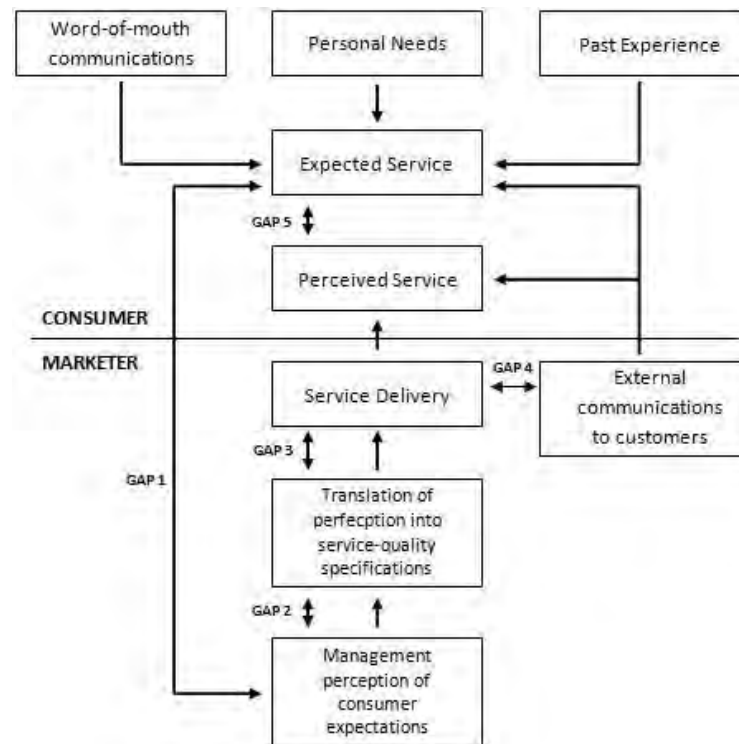 Word-of-mouth
communications
Personal Needs
Past Experience
Expected Service
GAP 5
Perceived Service
CONSUMER
MARKETER
Service Delivery
GAP 4
External
communications
to customers
GAP 3
GAP 1
Translation of
perfecption into
service-quality
specifications
GAP 2
Management
perception of
consumer
expectations